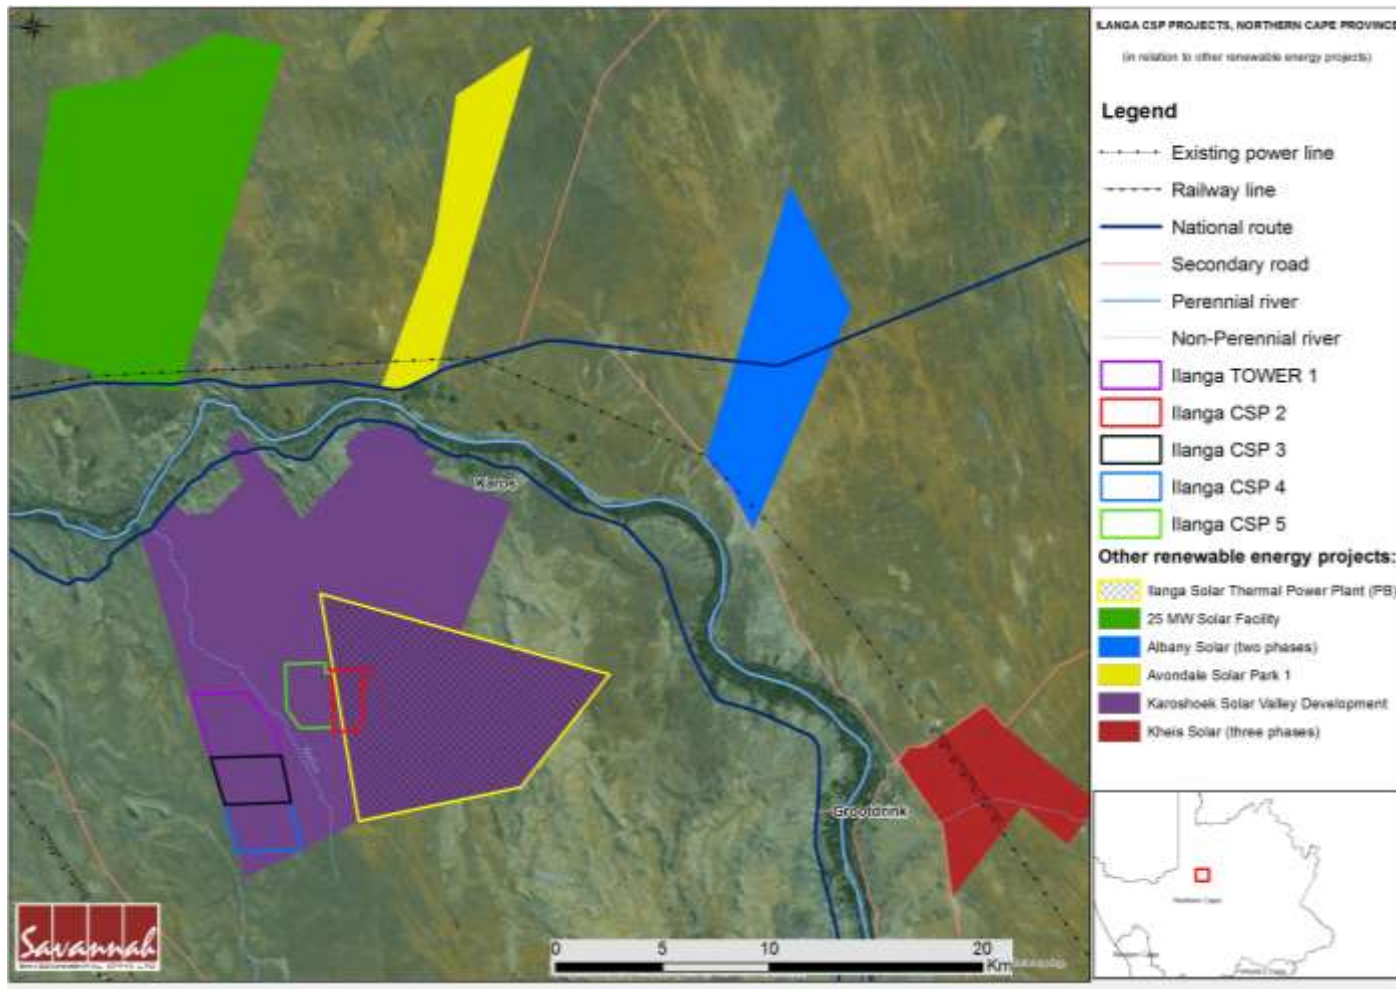 ILANGA CSP PROJECTS, NORTHERN CAPE PROVINCE
(in relation to other renewable energy projects)
Legend
Existing power line
Railway line
National route
Secondary road
Perennial river
Non-Perennial river
Ilanga TOWER 1
Ilanga CSP 2
Ilanga CSP 3
Ilanga CSP 4
Ilanga CSP 5
Other renewable energy projects:
Ilanga Solar Thermal Power Plant (PB)
25 MW Solar Facility
Albany Solar (two phases)
Avondale Solar Park 1
Karoshoek Solar Valley Development
Kheis Solar (three phases)
Karos
Grootdrink
Northern Cape
Savannah
0 5 10 20
Km